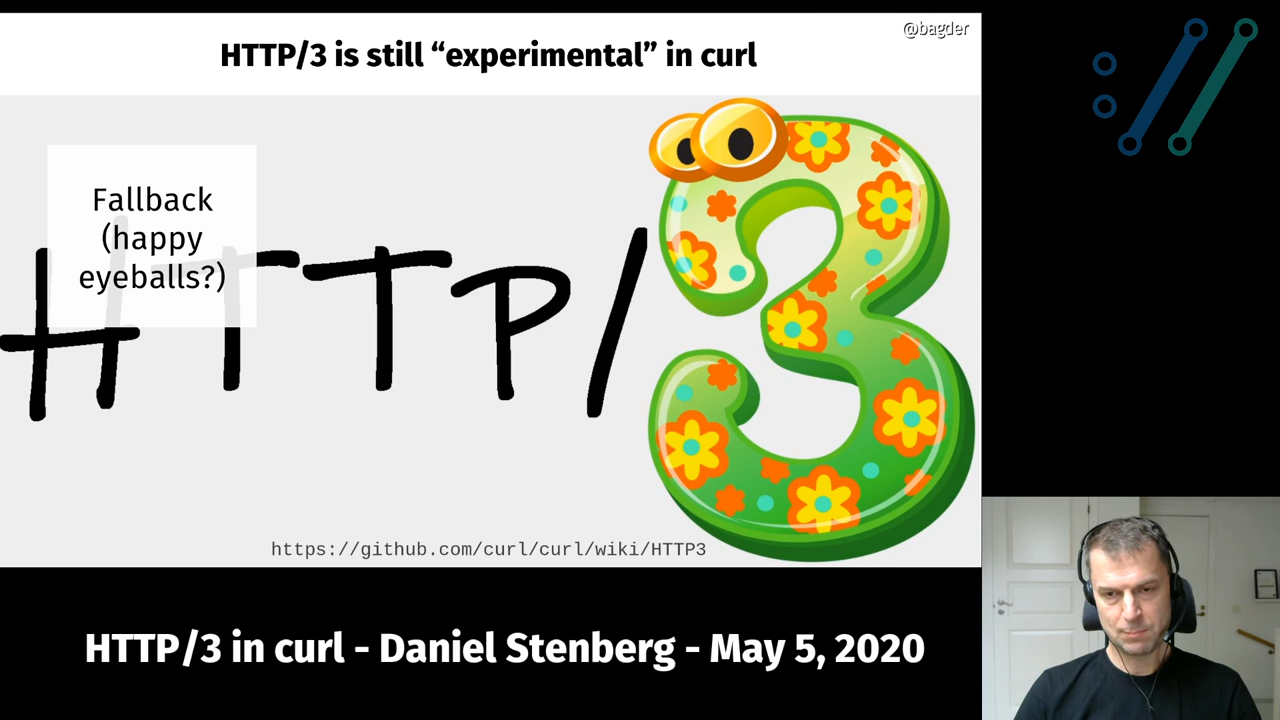 @bagder
HTTP/3 is still “experimental” in curl
Fallback
(happy
eyeballs?)
HTTP/3
https://github.com/curl/curl/wiki/HTTP3
HTTP/3 in curl - Daniel Stenberg - May 5, 2020